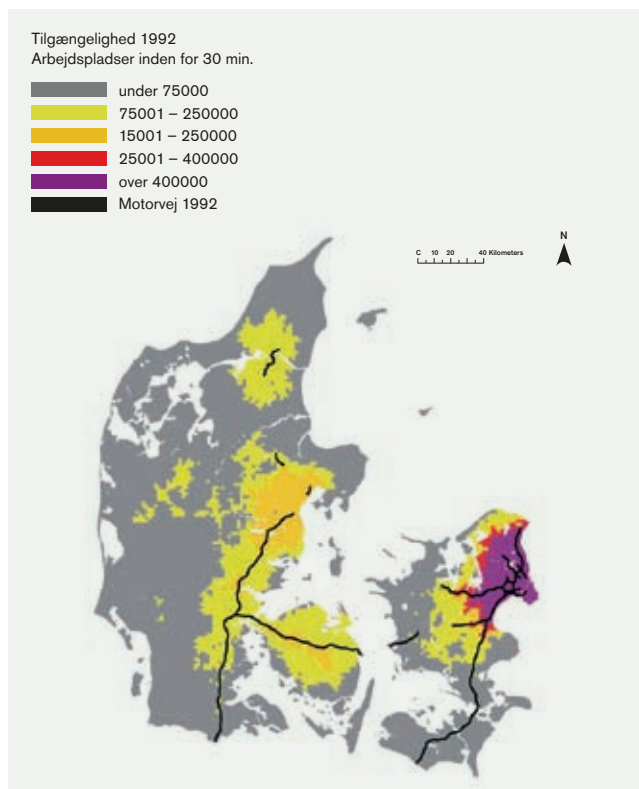 Tilgængelighed 1992
Arbejdspladser inden for 30 min.
under 75000
75001 – 250000
15001 – 250000
25001 – 400000
over 400000
Motorvej 1992
N
C 10 20 40 Kilometers